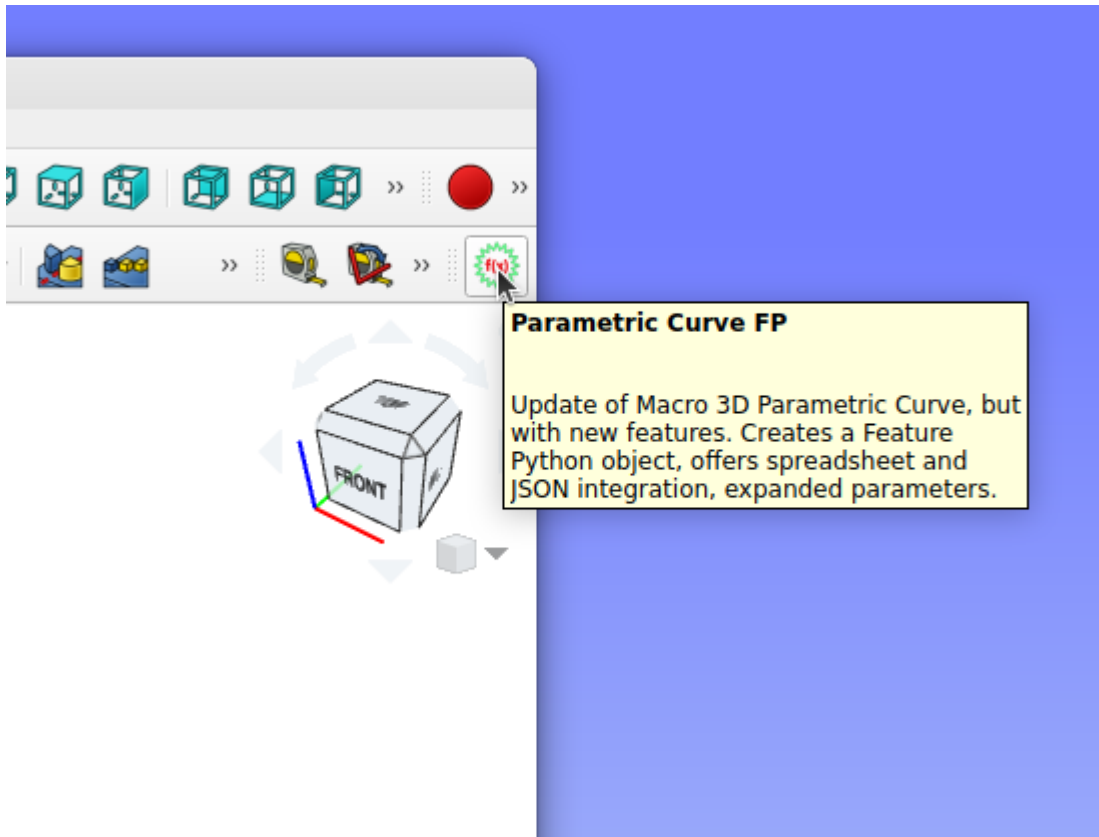 ››
››
››
››
f(x)
Parametric Curve FP
Update of Macro 3D Parametric Curve, but
with new features. Creates a Feature
Python object, offers spreadsheet and
JSON integration, expanded parameters.
TOP
FRONT